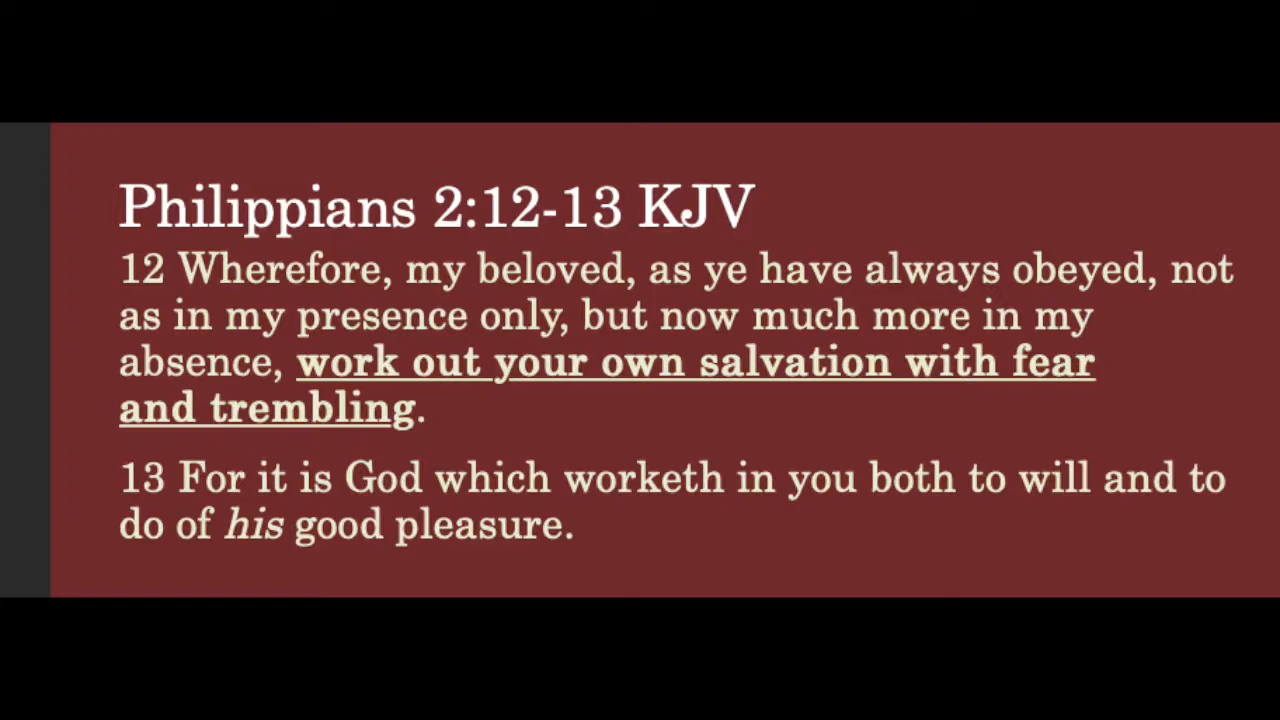 Philippians 2:12-13 KJV
12 Wherefore, my beloved, as ye have always obeyed, not
as in my presence only, but now much more in my
absence, work out your own salvation with fear
and trembling.
13 For it is God which worketh in you both to will and to
do of his good pleasure.